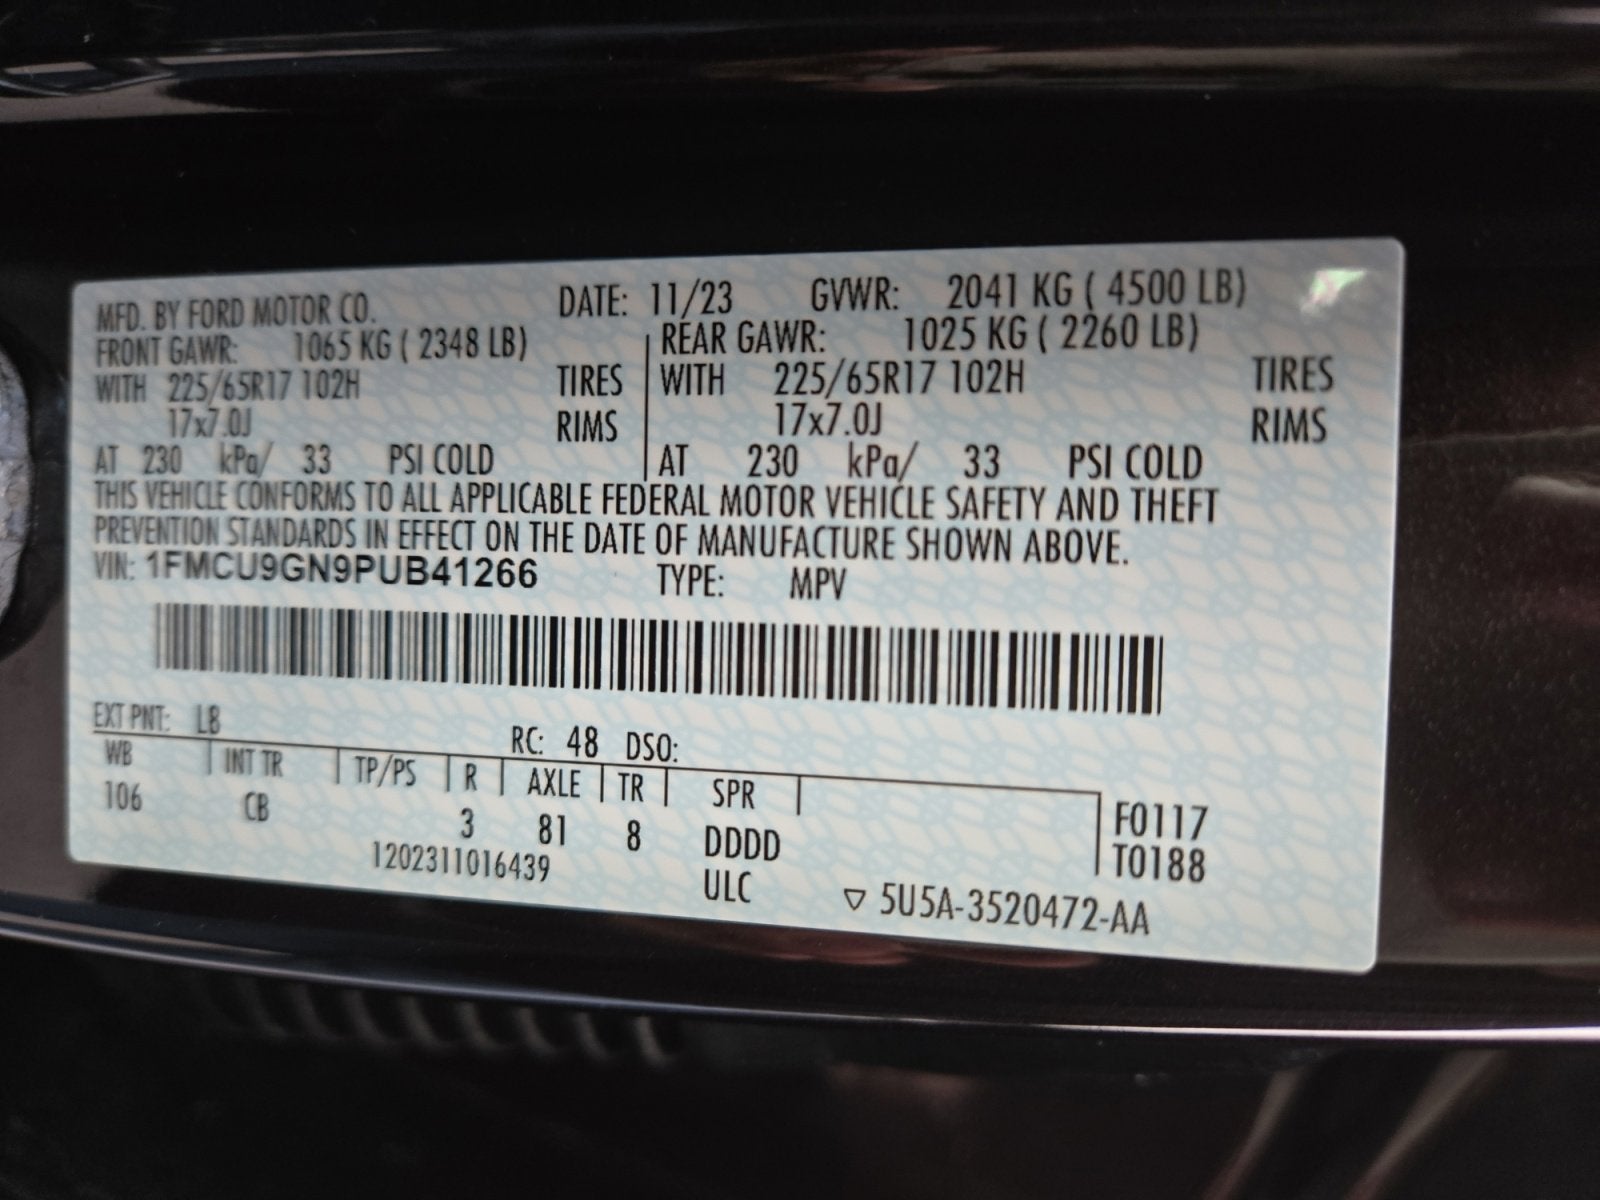 MFD. BY FORD MOTOR CO. DATE: 11/23 GVWR: 2041 KG ( 4500 LB)
FRONT GAWR: 1065 KG ( 2348 LB) REAR GAWR: 1025 KG ( 2260 LB)
WITH 225/65R17 102H TIRES WITH 225/65R17 102H TIRES
17x7.0J RIMS 17x7.0J RIMS
AT 230 kPa/ 33 PSI COLD AT 230 kPa/ 33 PSI COLD
THIS VEHICLE CONFORMS TO ALL APPLICABLE FEDERAL MOTOR VEHICLE SAFETY AND THEFT
PREVENTION STANDARDS IN EFFECT ON THE DATE OF MANUFACTURE SHOWN ABOVE.
VIN: 1FMCU9GN9PUB41266 TYPE: MPV
EXT PNT: L8 RC: 48 DSO:
WB INT TR TP/PS R AXLE TR SPR
106 CB 3 81 8 DDDD F0117
1202311016439 ULC T0188
▽ 5U5A-3520472-AA